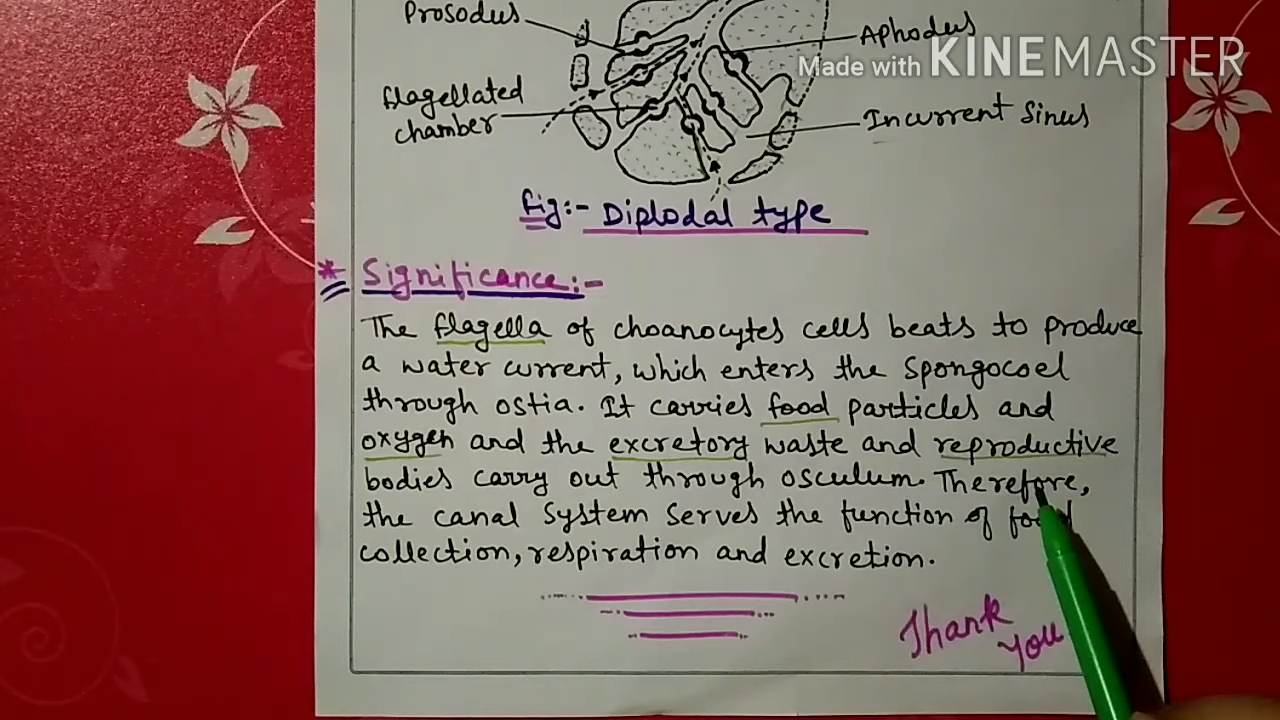 Prosodus
Aphodus
Made with KINEMASTER
flagellated
chamber
Incurrent Sinus
Fig:- Diplodal type
* Significance:-
The flagella of choanocytes cells beats to produce
a water current, which enters the spongocoel
through ostia. It carries food particles and
oxygen and the excretory waste and reproductive
bodies carry out through osculum. Therefore,
the canal system serves the function of food
collection, respiration and excretion.
Thank
You